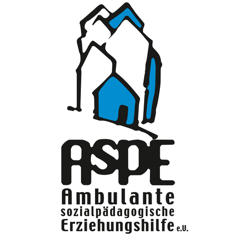 ASPE
Ambulante
sozialpädagogische
Erziehungshilfe e.V.